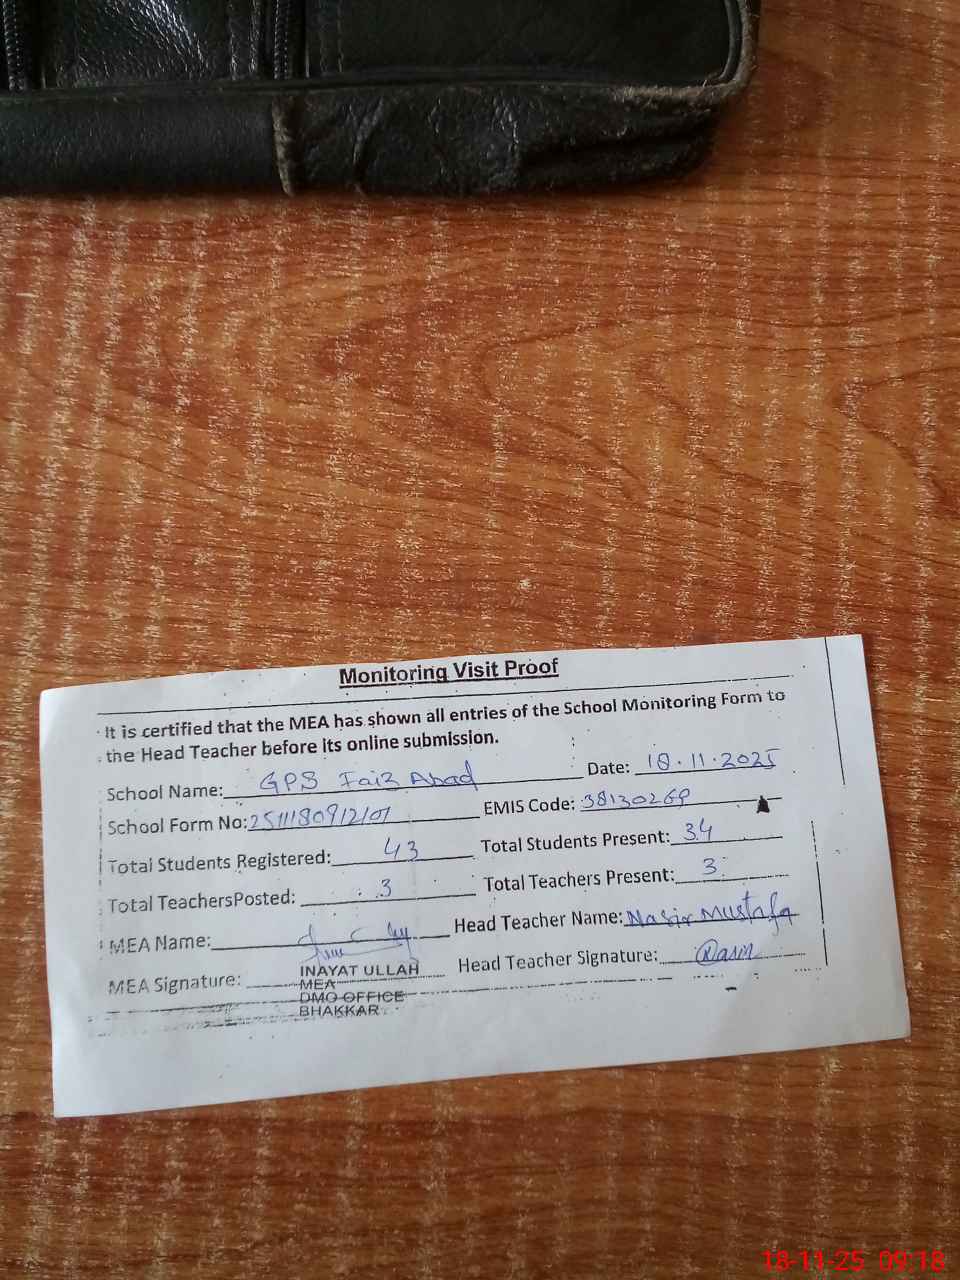 Monitoring Visit Proof
It is certified that the MEA has shown all entries of the School Monitoring Form to
the Head Teacher before its online submission.
School Name: GPS Faiz Abad Date: 18.11.2025
School Form No: 2511180912/01 EMIS Code: 38130269
Total Students Registered: 43 Total Students Present: 34
Total TeachersPosted: 3 Total Teachers Present: 3
MEA Name: Head Teacher Name: Nasir Mustafa
MEA Signature: Head Teacher Signature:
INAYAT ULLAH
MEA
DMO OFFICE
BHAKKAR
18-11-25 09:18